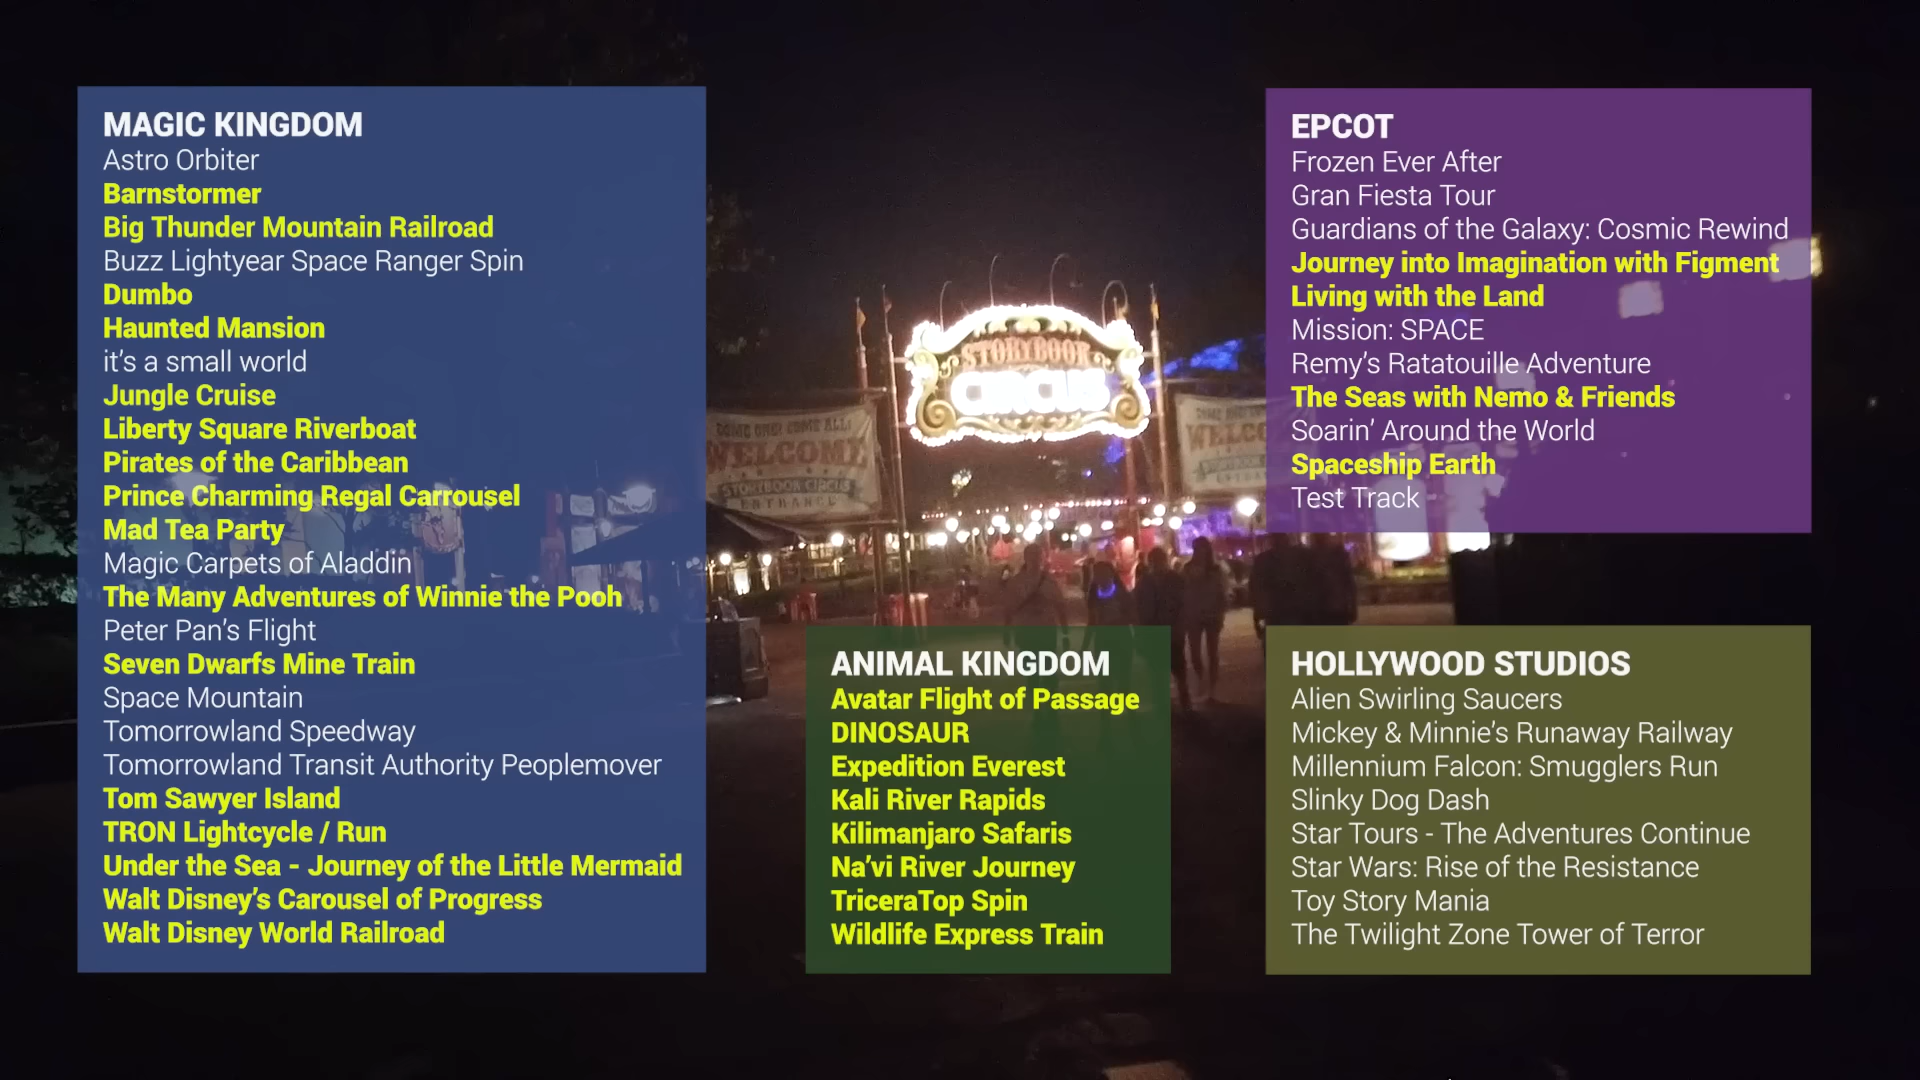 MAGIC KINGDOM
Astro Orbiter
Barnstormer
Big Thunder Mountain Railroad
Buzz Lightyear Space Ranger Spin
Dumbo
Haunted Mansion
it's a small world
Jungle Cruise
Liberty Square Riverboat
Pirates of the Caribbean
Prince Charming Regal Carrousel
Mad Tea Party
Magic Carpets of Aladdin
The Many Adventures of Winnie the Pooh
Peter Pan's Flight
Seven Dwarfs Mine Train
Space Mountain
Tomorrowland Speedway
Tomorrowland Transit Authority Peoplemover
Tom Sawyer Island
TRON Lightcycle / Run
Under the Sea - Journey of the Little Mermaid
Walt Disney's Carousel of Progress
Walt Disney World Railroad
STORYBOOK
CIRCUS
COME ONE! COME ALL!
WELCOME
STORYBOOK CIRCUS
ENTRANCE
EPCOT
Frozen Ever After
Gran Fiesta Tour
Guardians of the Galaxy: Cosmic Rewind
Journey into Imagination with Figment
Living with the Land
Mission: SPACE
Remy's Ratatouille Adventure
The Seas with Nemo & Friends
Soarin' Around the World
Spaceship Earth
Test Track
ANIMAL KINGDOM
Avatar Flight of Passage
DINOSAUR
Expedition Everest
Kali River Rapids
Kilimanjaro Safaris
Na'vi River Journey
TriceraTop Spin
Wildlife Express Train
HOLLYWOOD STUDIOS
Alien Swirling Saucers
Mickey & Minnie's Runaway Railway
Millennium Falcon: Smugglers Run
Slinky Dog Dash
Star Tours - The Adventures Continue
Star Wars: Rise of the Resistance
Toy Story Mania
The Twilight Zone Tower of Terror